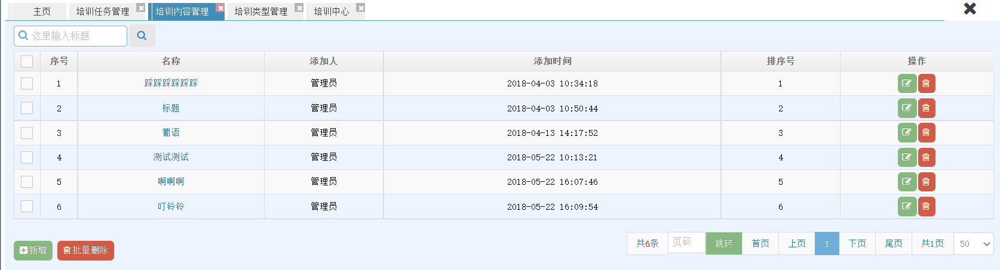 主页 培训任务管理 培训内容管理 培训类型管理 培训中心
这里输入标题
序号 名称 添加人 添加时间 排序号 操作
1 踩踩踩踩踩踩 管理员 2018-04-03 10:34:18 1
2 标题 管理员 2018-04-03 10:50:44 2
3 葡语 管理员 2018-04-13 14:17:52 3
4 测试测试 管理员 2018-05-22 10:13:21 4
5 啊啊啊 管理员 2018-05-22 16:07:46 5
6 叮铃铃 管理员 2018-05-22 16:09:54 6
新增 批量删除 共6条 页码 跳转 首页 上页 1 下页 尾页 共1页 50